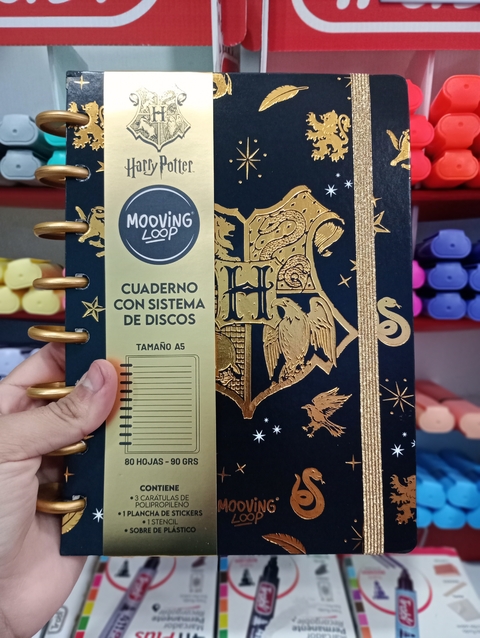 H
Harry Potter
MOOVING
LOOP
CUADERNO
CON SISTEMA
DE DISCOS
TAMAÑO A5
80 HOJAS - 90 GRS
CONTIENE
• 3 CARÁTULAS DE
POLIPROPILENO
• 1 PLANCHA DE STICKERS
• 1 STENCIL
• SOBRE DE PLÁSTICO
H
MOOVING
LOOP